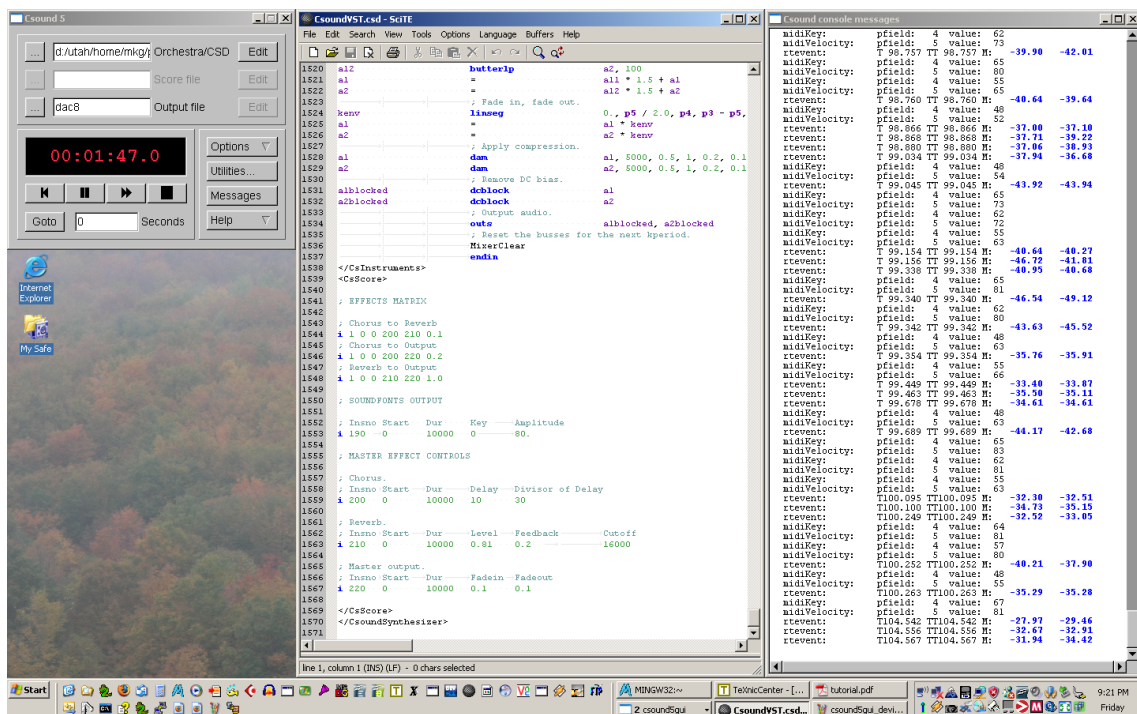 Csound 5
... d:/utah/home/mkg/p Orchestra/CSD Edit
... Score file Edit
... dac8 Output file Edit
00:01:47.0
Options
Utilities...
Messages
Goto 0 Seconds
Help
Internet Explorer
My Safe
CsoundVST.csd - SciTE
File Edit Search View Tools Options Language Buffers Help
1520 al2 butterlp a2, 100
1521 a1 = al1 * 1.5 + a1
1522 a2 = al2 * 1.5 + a2
1523 ; Fade in, fade out.
1524 kenv linseg 0., p5 / 2.0, p4, p3 - p5,
1525 a1 = a1 * kenv
1526 a2 = a2 * kenv
1527 ; Apply compression.
1528 a1 dam a1, 5000, 0.5, 1, 0.2, 0.1
1529 a2 dam a2, 5000, 0.5, 1, 0.2, 0.1
1530 ; Remove DC bias.
1531 a1blocked dcblock a1
1532 a2blocked dcblock a2
1533 ; Output audio.
1534 outs a1blocked, a2blocked
1535 ; Reset the busses for the next kperiod.
1536 MixerClear
1537 endin
1538 </CsInstruments>
1539 <CsScore>
1540
1541 ; EFFECTS MATRIX
1542
1543 ; Chorus to Reverb
1544 i 1 0 0 200 210 0.1
1545 ; Chorus to Output
1546 i 1 0 0 200 220 0.2
1547 ; Reverb to Output
1548 i 1 0 0 210 220 1.0
1549
1550 ; SOUNDFONTS OUTPUT
1551
1552 ; Insno Start Dur Key Amplitude
1553 i 190 0 10000 0 80.
1554
1555 ; MASTER EFFECT CONTROLS
1556
1557 ; Chorus.
1558 ; Insno Start Dur Delay Divisor of Delay
1559 i 200 0 10000 10 30
1560
1561 ; Reverb.
1562 ; Insno Start Dur Level Feedback Cutoff
1563 i 210 0 10000 0.81 0.2 16000
1564
1565 ; Master output.
1566 ; Insno Start Dur Fadein Fadeout
1567 i 220 0 10000 0.1 0.1
1568
1569 </CsScore>
1570 </CsoundSynthesizer>
1571
line 1, column 1 (INS) (LF) - 0 chars selected
Csound console messages
midiKey: pfield: 4 value: 62
midiVelocity: pfield: 5 value: 73
rtevent: T 98.757 TT 98.757 M: -39.90 -42.01
midiKey: pfield: 4 value: 65
midiVelocity: pfield: 5 value: 80
midiKey: pfield: 4 value: 55
midiVelocity: pfield: 5 value: 65
rtevent: T 98.760 TT 98.760 M: -40.64 -39.64
midiKey: pfield: 4 value: 48
midiVelocity: pfield: 5 value: 52
rtevent: T 98.866 TT 98.866 M: -37.00 -37.10
rtevent: T 98.868 TT 98.868 M: -37.71 -39.22
rtevent: T 98.880 TT 98.880 M: -37.06 -38.93
rtevent: T 99.034 TT 99.034 M: -37.94 -36.68
midiKey: pfield: 4 value: 48
midiVelocity: pfield: 5 value: 54
rtevent: T 99.045 TT 99.045 M: -43.92 -43.94
midiKey: pfield: 4 value: 65
midiVelocity: pfield: 5 value: 73
midiKey: pfield: 4 value: 62
midiVelocity: pfield: 5 value: 72
midiKey: pfield: 4 value: 55
midiVelocity: pfield: 5 value: 63
rtevent: T 99.154 TT 99.154 M: -40.64 -40.27
rtevent: T 99.156 TT 99.156 M: -46.72 -41.81
rtevent: T 99.338 TT 99.338 M: -40.95 -40.68
midiKey: pfield: 4 value: 65
midiVelocity: pfield: 5 value: 81
rtevent: T 99.340 TT 99.340 M: -46.54 -49.12
midiKey: pfield: 4 value: 62
midiVelocity: pfield: 5 value: 80
rtevent: T 99.342 TT 99.342 M: -43.63 -45.52
midiKey: pfield: 4 value: 48
midiVelocity: pfield: 5 value: 63
rtevent: T 99.354 TT 99.354 M: -35.76 -35.91
midiKey: pfield: 4 value: 55
midiVelocity: pfield: 5 value: 66
rtevent: T 99.449 TT 99.449 M: -33.40 -33.87
rtevent: T 99.463 TT 99.463 M: -35.50 -35.11
rtevent: T 99.678 TT 99.678 M: -34.61 -34.61
midiKey: pfield: 4 value: 48
midiVelocity: pfield: 5 value: 63
rtevent: T 99.689 TT 99.689 M: -44.17 -42.68
midiKey: pfield: 4 value: 65
midiVelocity: pfield: 5 value: 83
midiKey: pfield: 4 value: 62
midiVelocity: pfield: 5 value: 81
midiKey: pfield: 4 value: 55
midiVelocity: pfield: 5 value: 63
rtevent: T100.095 TT100.095 M: -32.30 -32.51
rtevent: T100.100 TT100.100 M: -34.73 -35.15
rtevent: T100.249 TT100.249 M: -32.52 -33.05
midiKey: pfield: 4 value: 64
midiVelocity: pfield: 5 value: 81
midiKey: pfield: 4 value: 57
midiVelocity: pfield: 5 value: 80
rtevent: T100.252 TT100.252 M: -40.21 -37.90
midiKey: pfield: 4 value: 48
midiVelocity: pfield: 5 value: 55
rtevent: T100.263 TT100.263 M: -35.29 -35.28
midiKey: pfield: 4 value: 67
midiVelocity: pfield: 5 value: 81
rtevent: T104.542 TT104.542 M: -27.97 -29.46
rtevent: T104.556 TT104.556 M: -32.67 -32.91
rtevent: T104.567 TT104.567 M: -31.94 -34.42
Start
MINGW32:~
TeXnicCenter - [...
tutorial.pdf
2 csound5gui
CsoundVST.csd...
csound5gui_devi...
9:21 PM
Friday